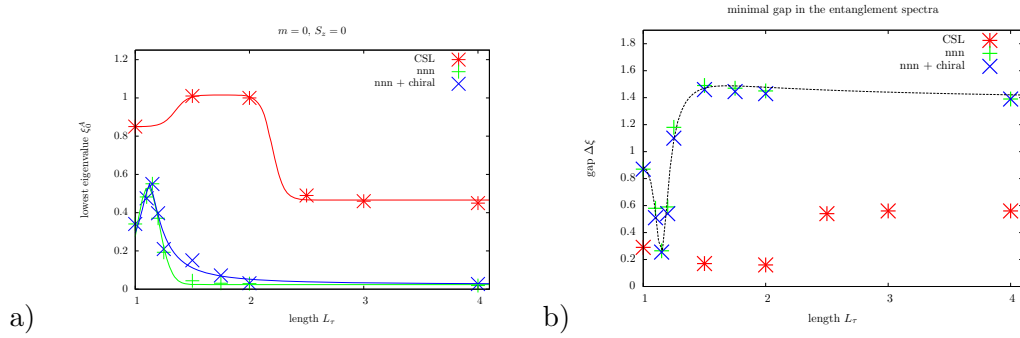 m=0, S_z=0
CSL
nnn
nnn + chiral
lowest eigenvalue ξ_0^A
1.2
1
0.8
0.6
0.4
0.2
0
1
2
3
4
length L_τ
a)
minimal gap in the entanglement spectra
CSL
nnn
nnn + chiral
gap Δξ
1.8
1.6
1.4
1.2
1
0.8
0.6
0.4
0.2
0
1
2
3
4
length L_τ
b)